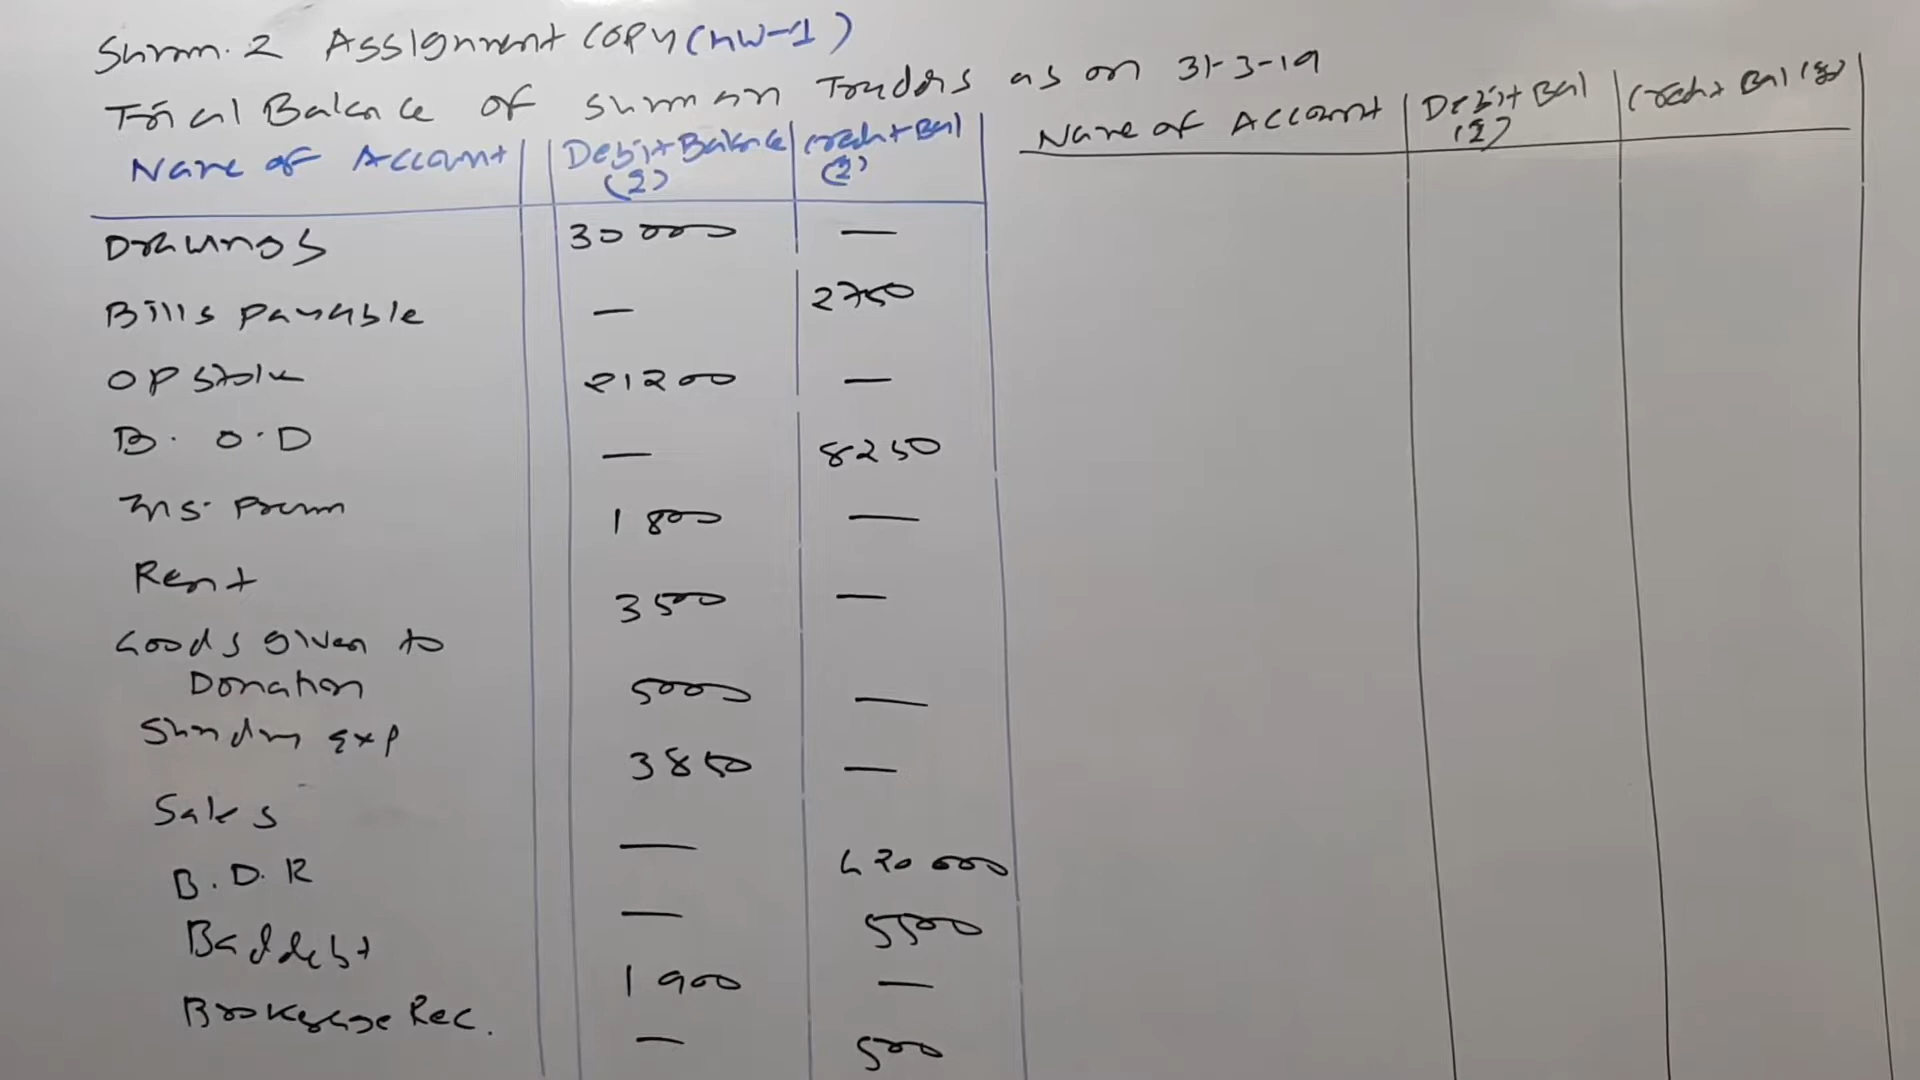 Sum. 2 Assignment Copy (HW-1)
Trial Balance of Suman Traders as on 31-3-19
Name of Account Debit Balance (₹) Credit Bal (₹)
Drawings 30000 —
Bills payable — 2750
OP Stock 21200 —
B. O. D — 8250
Ins. Prem 1800 —
Rent 3500 —
Goods given to
Donation 5000 —
Sundry exp 3850 —
Sales — 420000
B. D. R — 5500
Bad debt 1900 —
Brokerage Rec. — 500
Name of Account Debit Bal (₹) Credit Bal (₹)